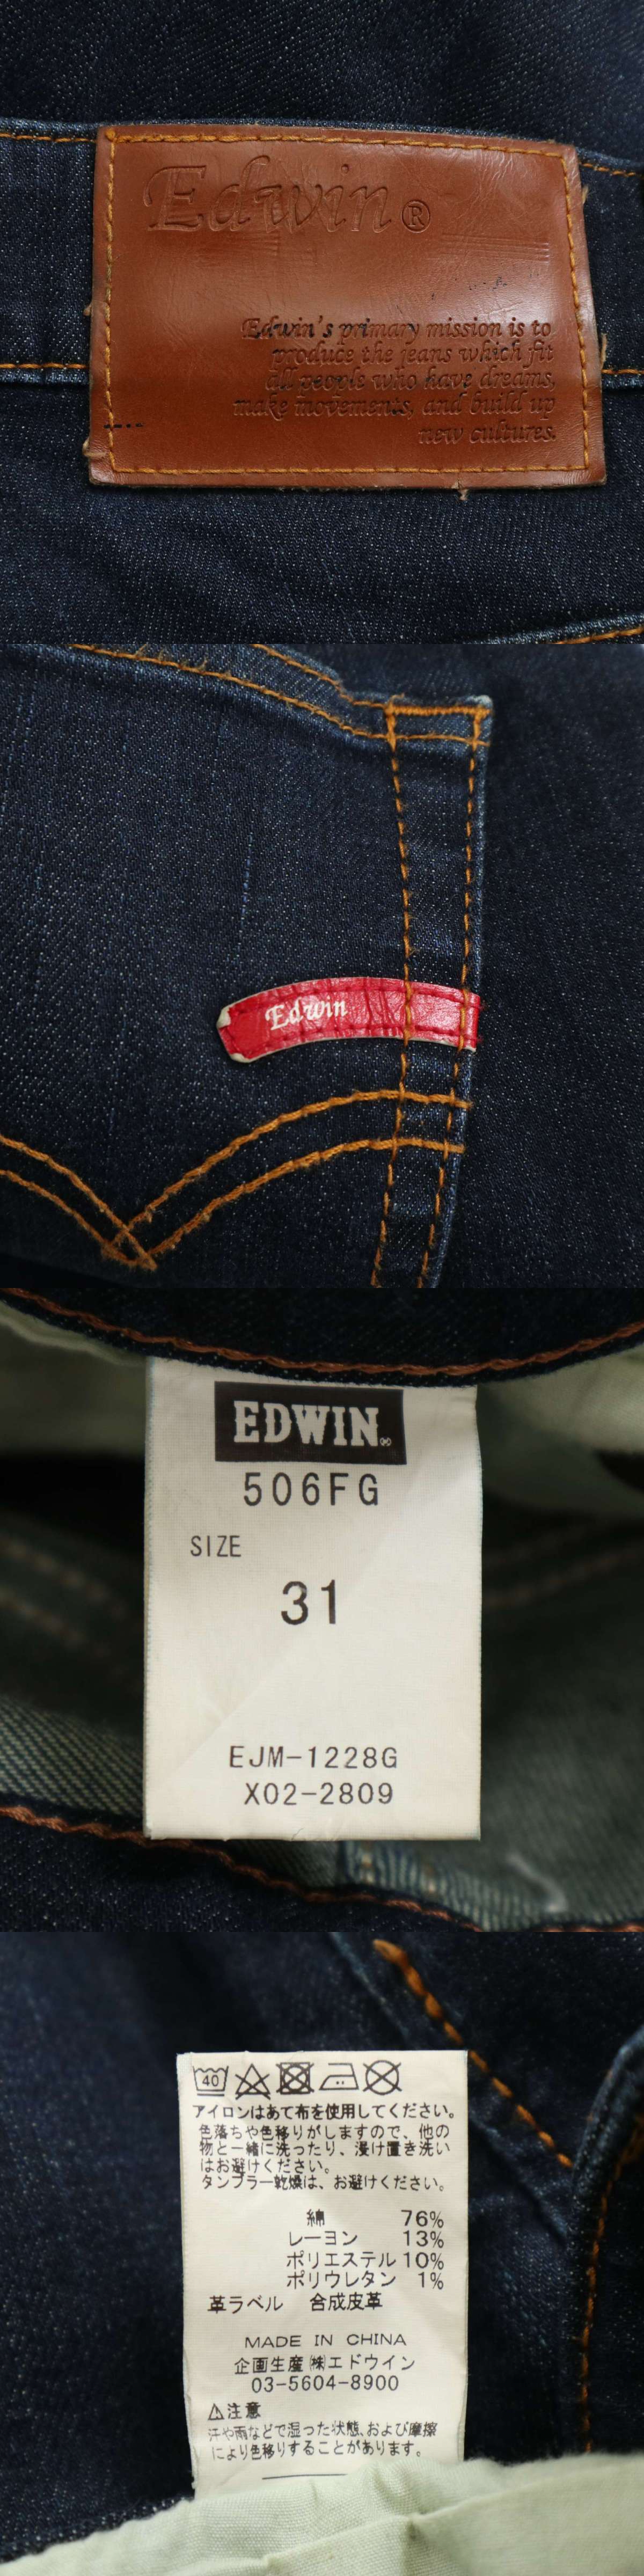 Edwin®
Edwin's primary mission is to
produce the jeans which fit
all people who have dreams,
make movements, and build up
new cultures.
Edwin
EDWIN®
506FG
SIZE
31
EJM-1228G
X02-2809
40
アイロンはあて布を使用してください。
色落ちや色移りがしますので、他の
物と一緒に洗ったり、浸け置き洗い
はお避けください。
タンブラー乾燥は、お避けください。
綿 76%
レーヨン 13%
ポリエステル 10%
ポリウレタン 1%
革ラベル 合成皮革
MADE IN CHINA
企画生産㈱エドウイン
03-5604-8900
⚠注意
汗や雨などで湿った状態、および摩擦
により色移りすることがあります。